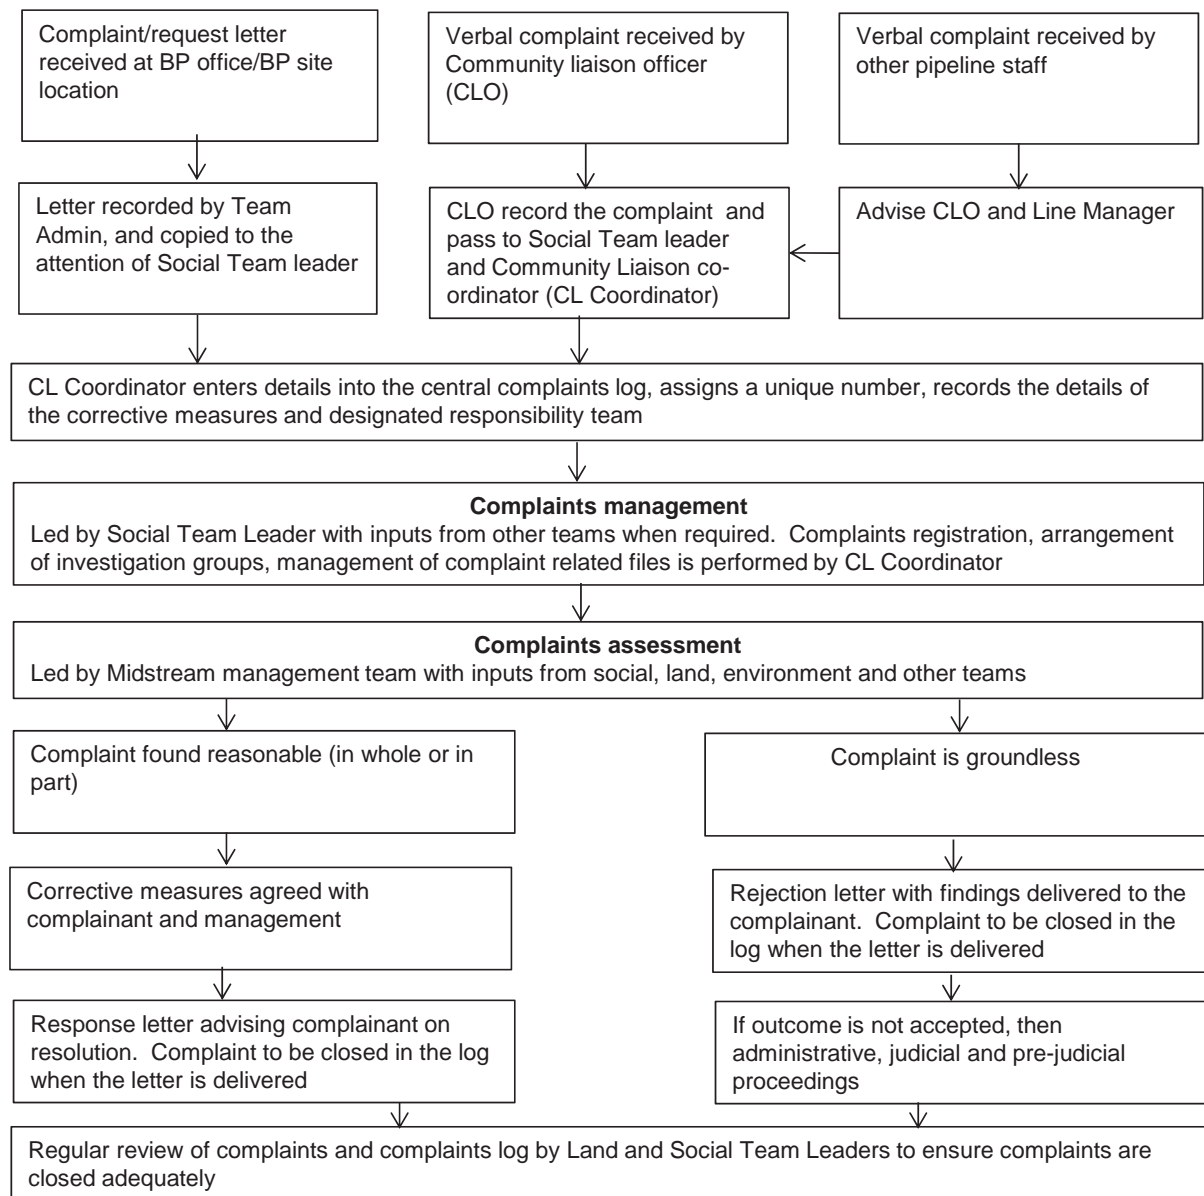 Complaint/request letter
received at BP office/BP site
location
Verbal complaint received by
Community liaison officer
(CLO)
Verbal complaint received by
other pipeline staff
Letter recorded by Team
Admin, and copied to the
attention of Social Team leader
CLO record the complaint and
pass to Social Team leader
and Community Liaison co-
ordinator (CL Coordinator)
Advise CLO and Line Manager
CL Coordinator enters details into the central complaints log, assigns a unique number, records the details of
the corrective measures and designated responsibility team
Complaints management
Led by Social Team Leader with inputs from other teams when required. Complaints registration, arrangement
of investigation groups, management of complaint related files is performed by CL Coordinator
Complaints assessment
Led by Midstream management team with inputs from social, land, environment and other teams
Complaint found reasonable (in whole or in
part)
Complaint is groundless
Corrective measures agreed with
complainant and management
Rejection letter with findings delivered to the
complainant. Complaint to be closed in the
log when the letter is delivered
Response letter advising complainant on
resolution. Complaint to be closed in the log
when the letter is delivered
If outcome is not accepted, then
administrative, judicial and pre-judicial
proceedings
Regular review of complaints and complaints log by Land and Social Team Leaders to ensure complaints are
closed adequately